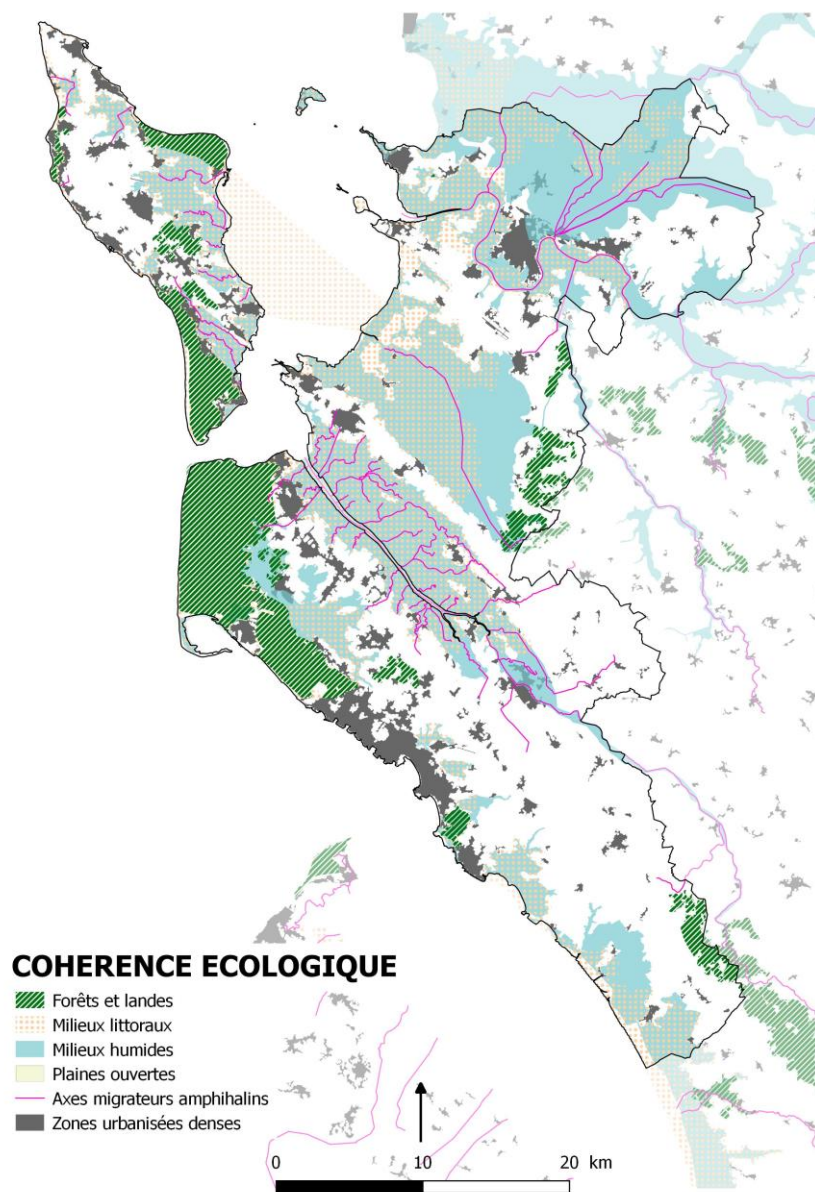 COHERENCE ECOLOGIQUE
Forêts et landes
Milieux littoraux
Milieux humides
Plaines ouvertes
Axes migrateurs amphihalins
Zones urbanisées denses
0 10 20 km